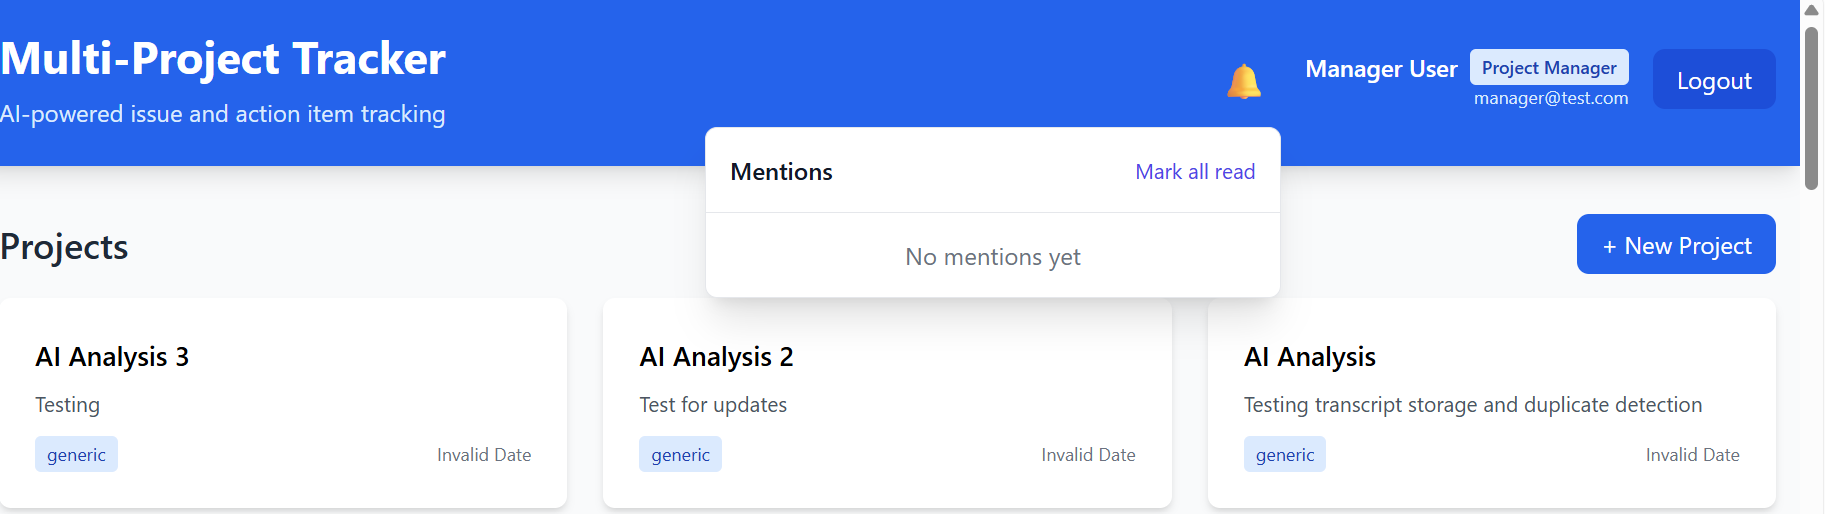 Multi-Project Tracker
AI-powered issue and action item tracking
Manager User
Project Manager
manager@test.com
Logout
Mentions
Mark all read
No mentions yet
Projects
+ New Project
AI Analysis 3
Testing
generic
Invalid Date
AI Analysis 2
Test for updates
generic
Invalid Date
AI Analysis
Testing transcript storage and duplicate detection
generic
Invalid Date